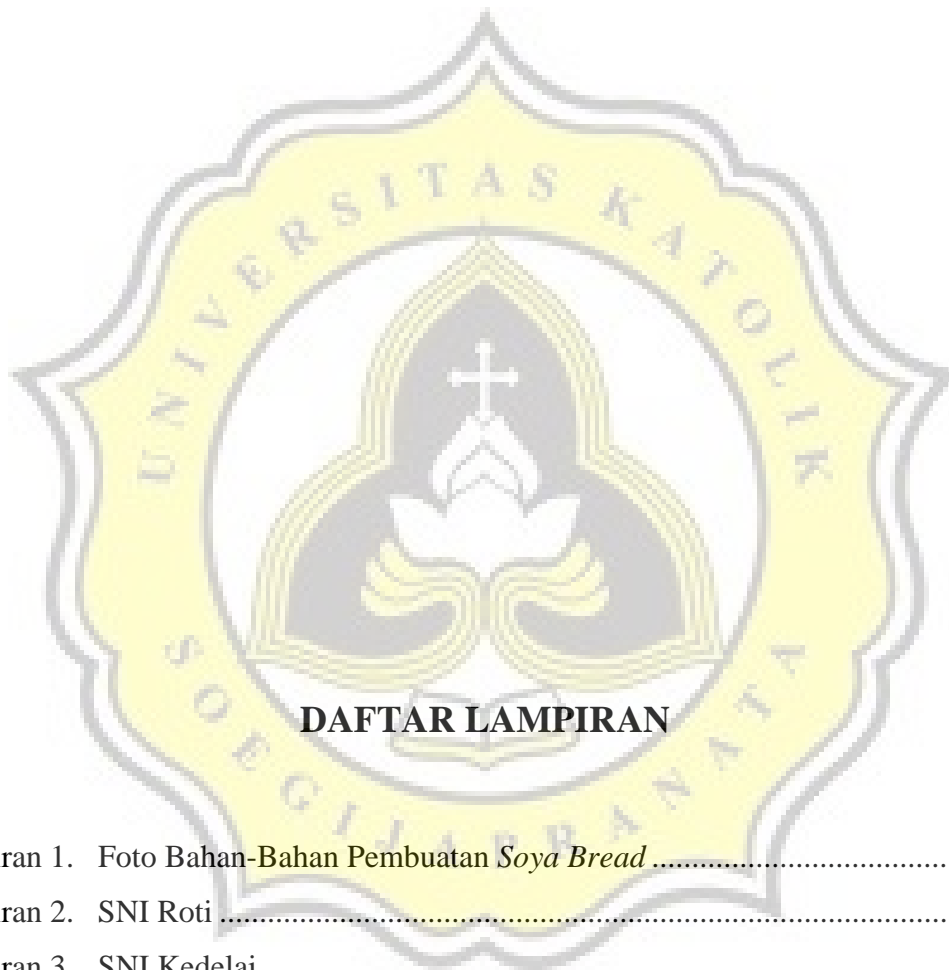 UNIVERSITAS KATOLIK
SOEGIJAPRANATA
DAFTAR LAMPIRAN
ran 1. Foto Bahan-Bahan Pembuatan Soya Bread ....................................
ran 2. SNI Roti ....................................................................................
ran 3. SNI Kedelai